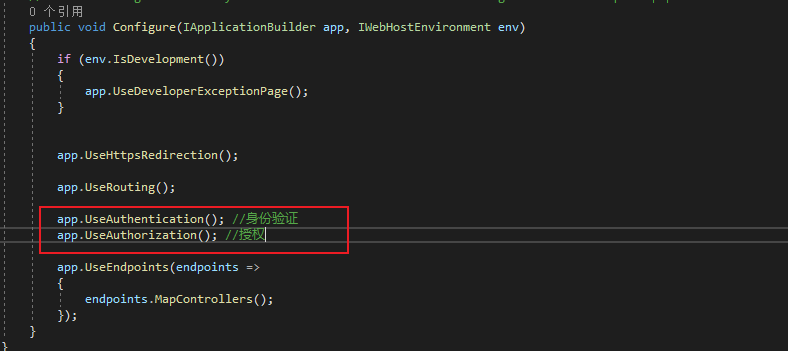 0 个引用
public void Configure(IApplicationBuilder app, IWebHostEnvironment env)
{
if (env.IsDevelopment())
{
app.UseDeveloperExceptionPage();
}
app.UseHttpsRedirection();
app.UseRouting();
app.UseAuthentication(); //身份验证
app.UseAuthorization(); //授权
app.UseEndpoints(endpoints =>
{
endpoints.MapControllers();
});
}
}